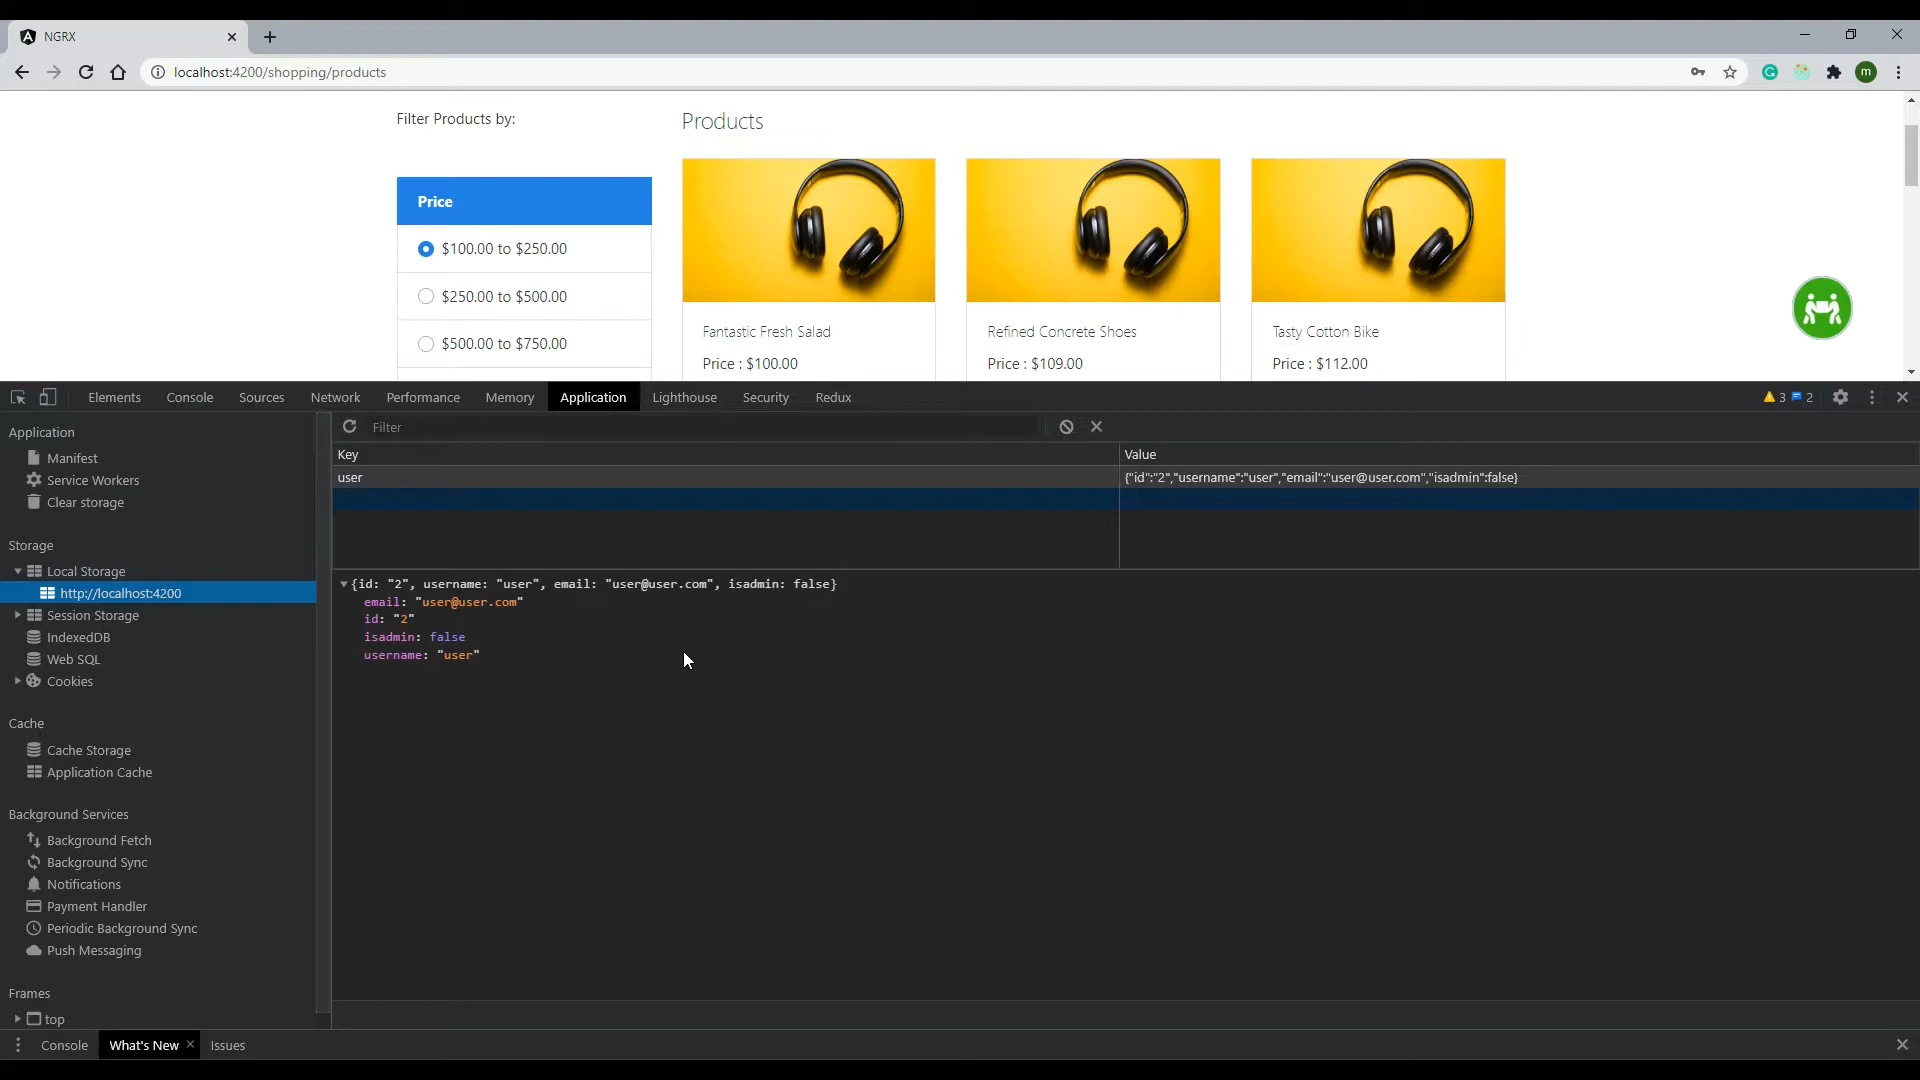 NGRX
localhost:4200/shopping/products
m
Filter Products by:
Products
Price
$100.00 to $250.00
$250.00 to $500.00
$500.00 to $750.00
Fantastic Fresh Salad
Price : $100.00
Refined Concrete Shoes
Price : $109.00
Tasty Cotton Bike
Price : $112.00
Elements Console Sources Network Performance Memory Application Lighthouse Security Redux
3 2
Application
Manifest
Service Workers
Clear storage
Storage
Local Storage
http://localhost:4200
Session Storage
IndexedDB
Web SQL
Cookies
Cache
Cache Storage
Application Cache
Background Services
Background Fetch
Background Sync
Notifications
Payment Handler
Periodic Background Sync
Push Messaging
Frames
top
Filter
Key Value
user {"id":"2","username":"user","email":"user@user.com","isadmin":false}
{id: "2", username: "user", email: "user@user.com", isadmin: false}
email: "user@user.com"
id: "2"
isadmin: false
username: "user"
Console What's New Issues